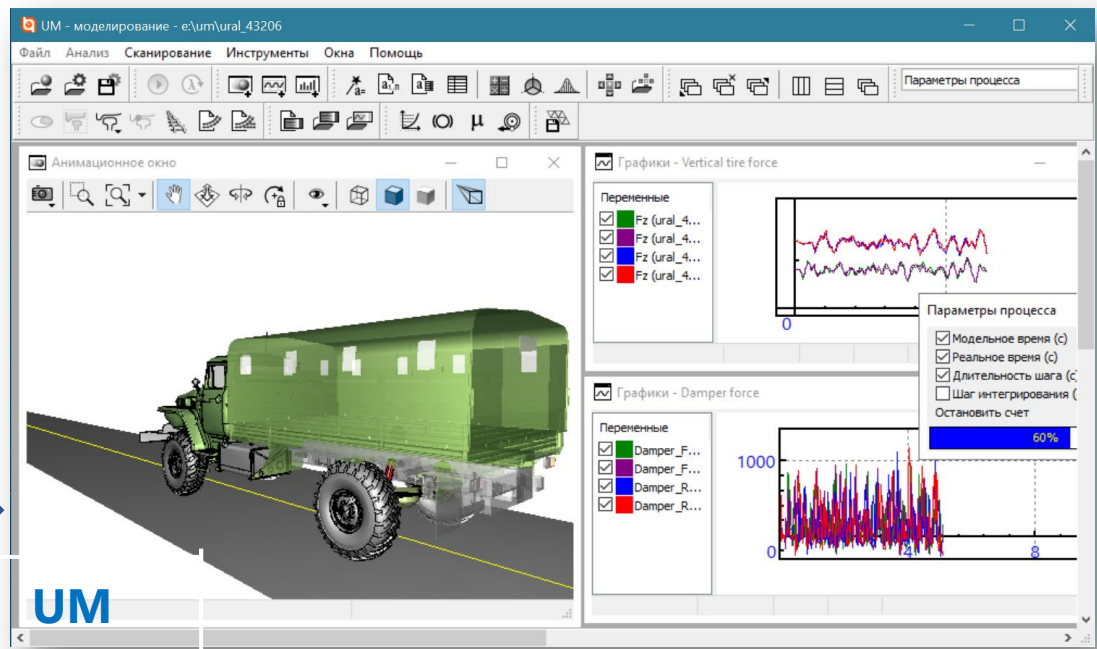 UM - моделирование - e:\um\ural_43206
Файл Анализ Сканирование Инструменты Окна Помощь
Параметры процесса
Анимационное окно
Графики - Vertical tire force
Переменные
Fz (ural_4...
Fz (ural_4...
Fz (ural_4...
Fz (ural_4...
0
Параметры процесса
Модельное время (с)
Реальное время (с)
Длительность шага (с
Шаг интегрирования (
Остановить счет
60%
Графики - Damper force
Переменные
Damper_F...
Damper_F...
Damper_R...
Damper_R...
1000
0
4
8
UM